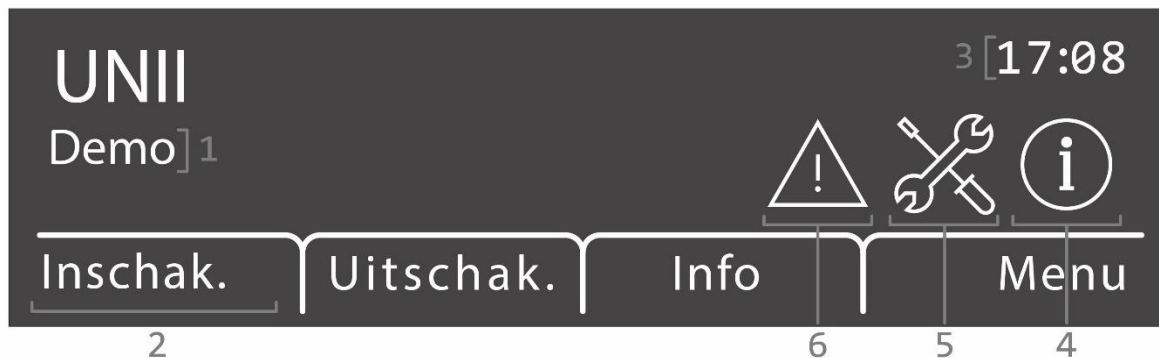 UNII
3 17:08
Demo 1
!
i
Inschak. Uitschak. Info Menu
2 6 5 4